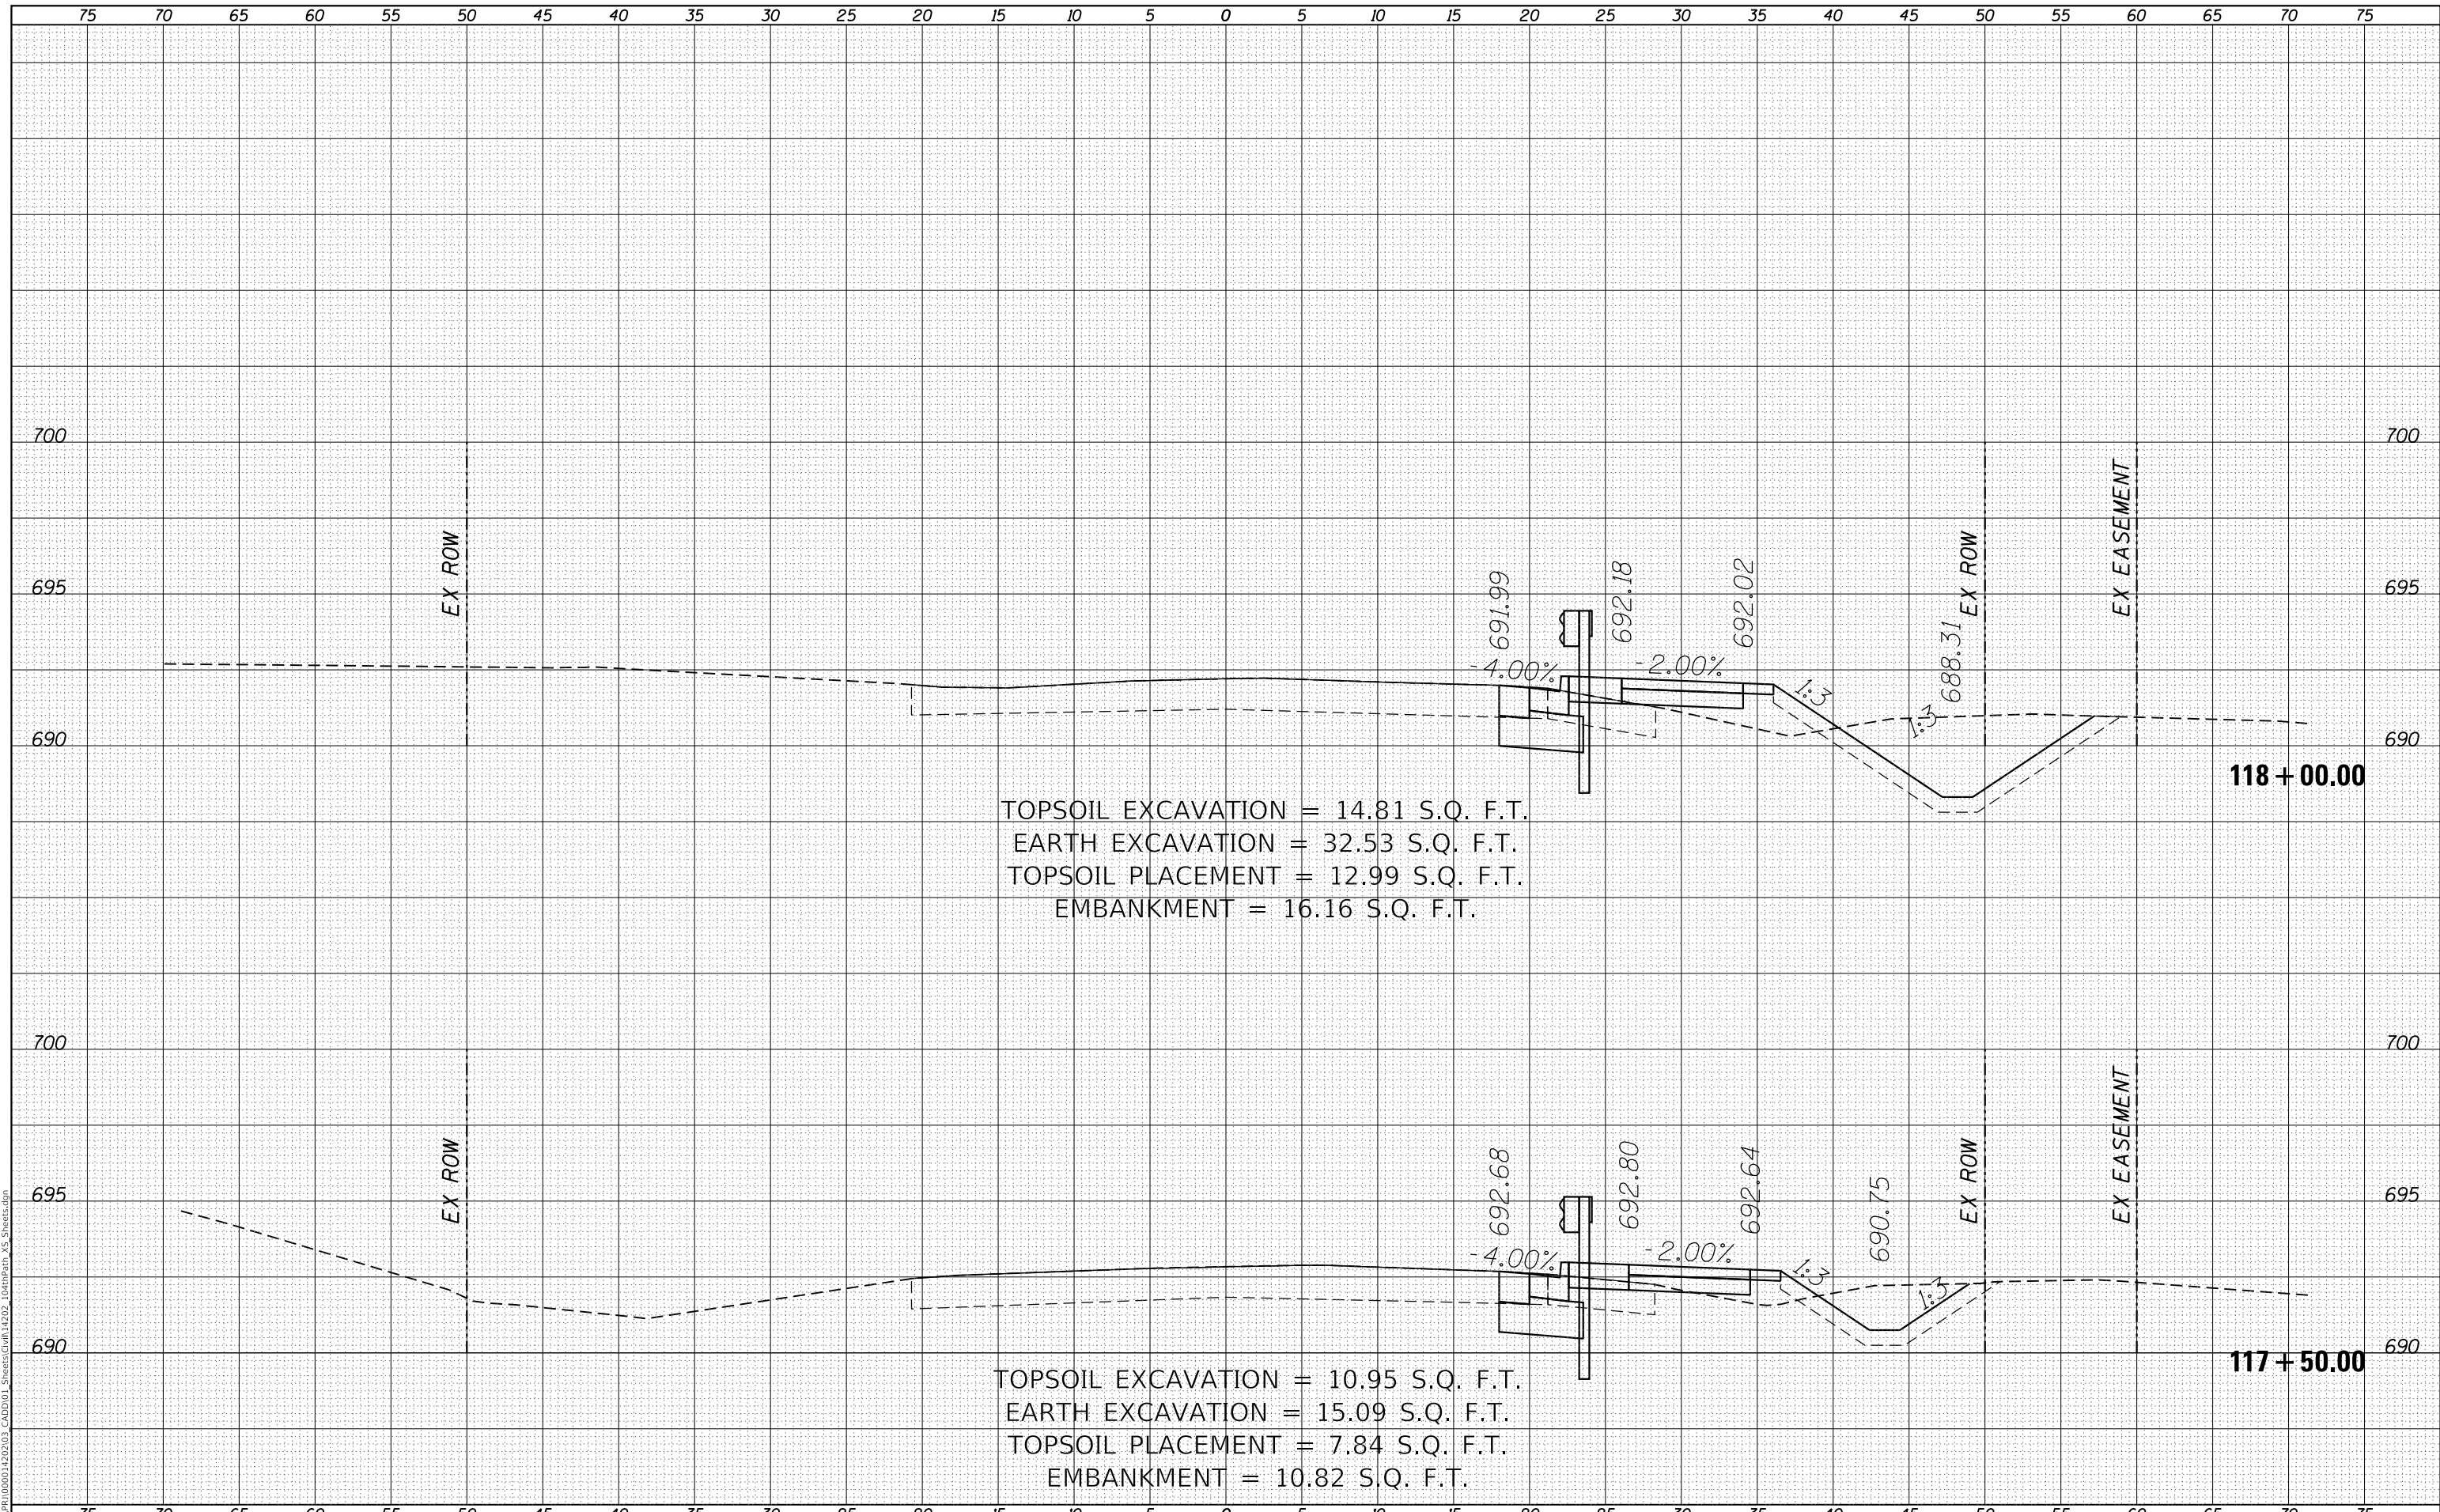 75 70 65 60 55 50 45 40 35 30 25 20 15 10 5 0 5 10 15 20 25 30 35 40 45 50 55 60 65 70 75
700 700
EX ROW
EX ROW
EX EASEMENT
695 695
691.99
692.18
692.02
688.31
-4.00% -2.00%
1:3
1:3
690 690
118+00.00
TOPSOIL EXCAVATION = 14.81 S.Q. F.T.
EARTH EXCAVATION = 32.53 S.Q. F.T.
TOPSOIL PLACEMENT = 12.99 S.Q. F.T.
EMBANKMENT = 16.16 S.Q. F.T.
700 700
EX ROW
EX ROW
EX EASEMENT
695 695
692.68
692.80
692.64
690.75
-4.00% -2.00%
1:3
1:3
690 690
117+50.00
TOPSOIL EXCAVATION = 10.95 S.Q. F.T.
EARTH EXCAVATION = 15.09 S.Q. F.T.
TOPSOIL PLACEMENT = 7.84 S.Q. F.T.
EMBANKMENT = 10.82 S.Q. F.T.